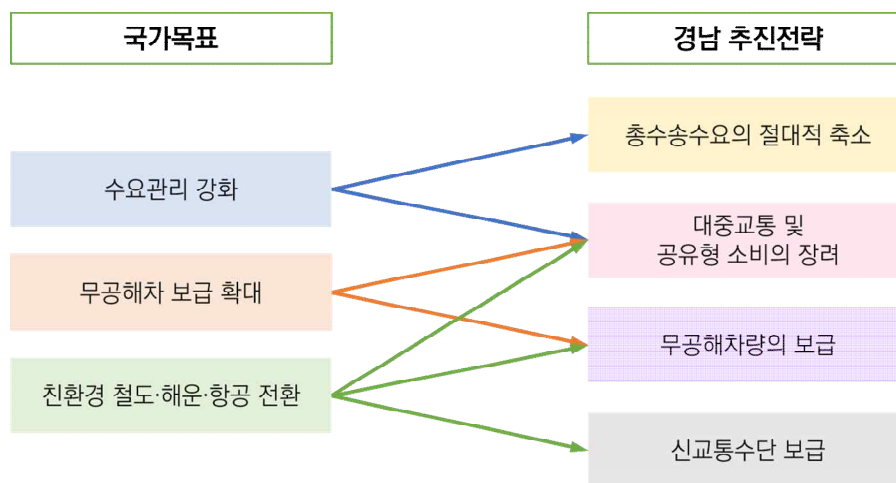 국가목표
경남 추진전략
수요관리 강화
무공해차 보급 확대
친환경 철도·해운·항공 전환
총수송수요의 절대적 축소
대중교통 및
공유형 소비의 장려
무공해차량의 보급
신교통수단 보급